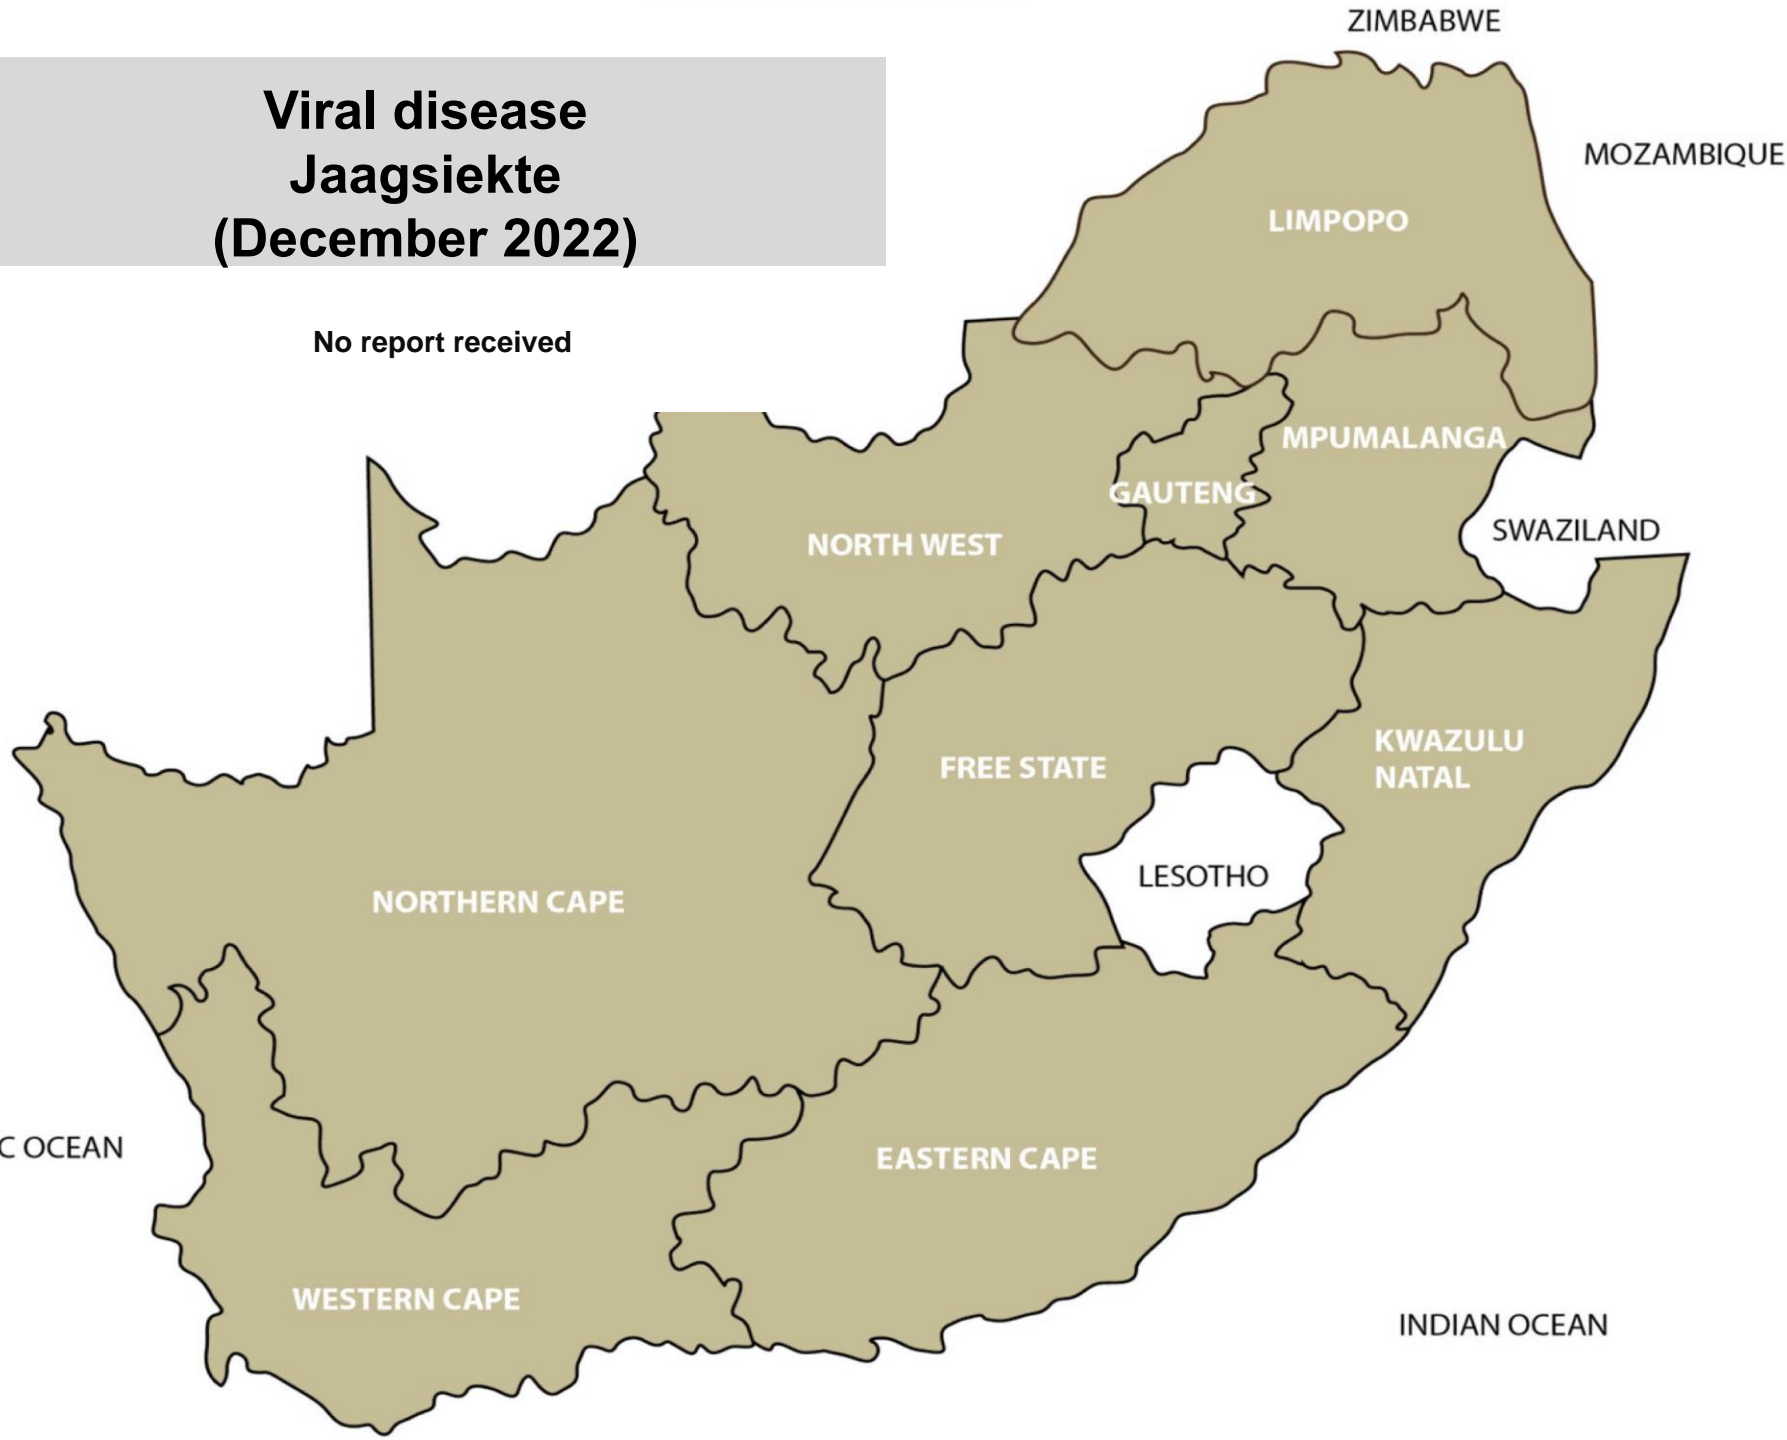 ZIMBABWE
Viral disease
Jaagsiekte
(December 2022)
MOZAMBIQUE
LIMPOPO
No report received
MPUMALANGA
GAUTENG
SWAZILAND
NORTH WEST
KWAZULU
NATAL
FREE STATE
LESOTHO
NORTHERN CAPE
C OCEAN
EASTERN CAPE
WESTERN CAPE
INDIAN OCEAN